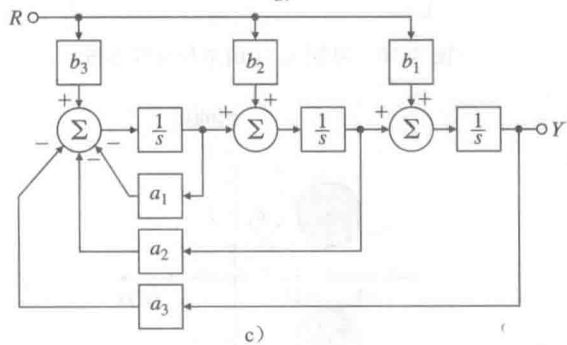 R
b₃ b₂ b₁
+ + + + +
Σ 1/s Σ 1/s Σ 1/s Y
− − −
a₁
a₂
a₃
c)